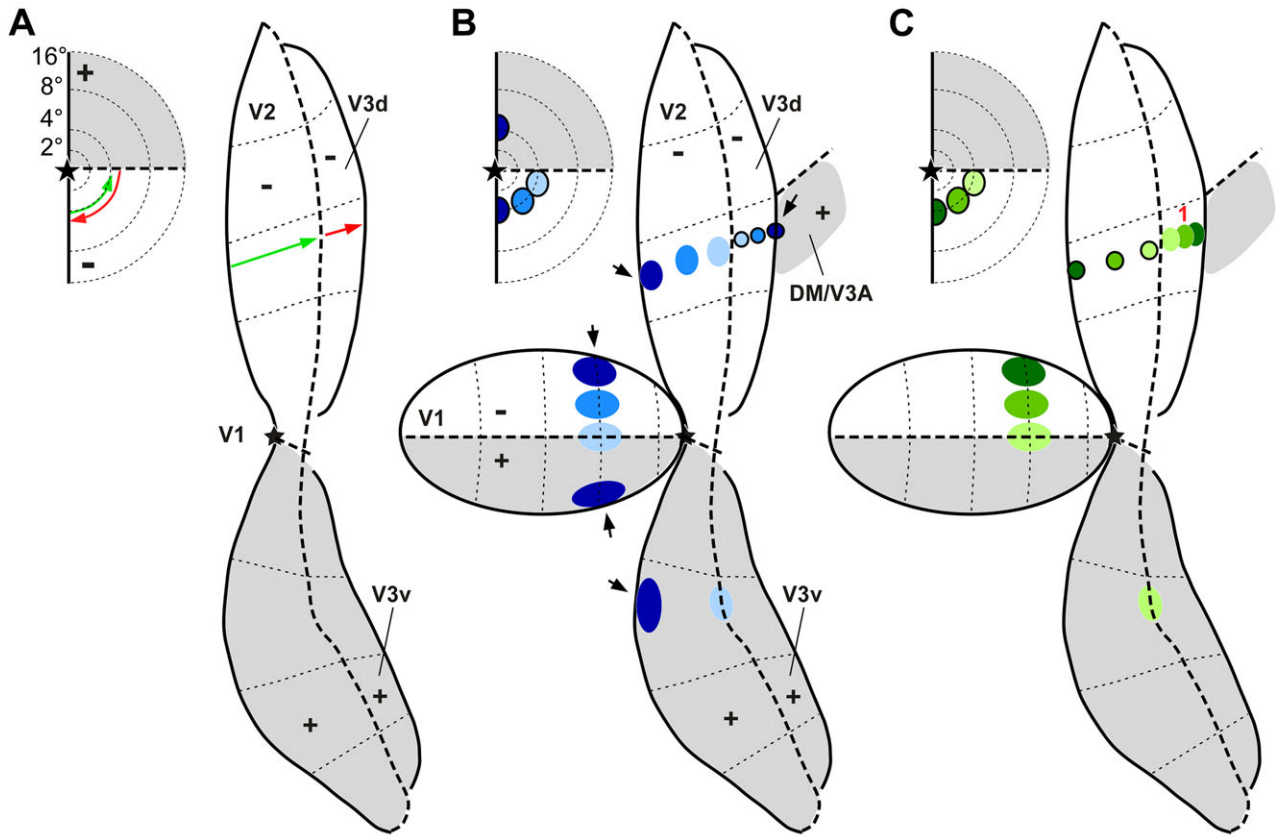 A
B
C
16°
8°
4°
2°
+
-
V2
-
V3d
-
V1
V3v
+
+
V2
-
V3d
-
+
DM/V3A
V1
-
+
V3v
+
+
1